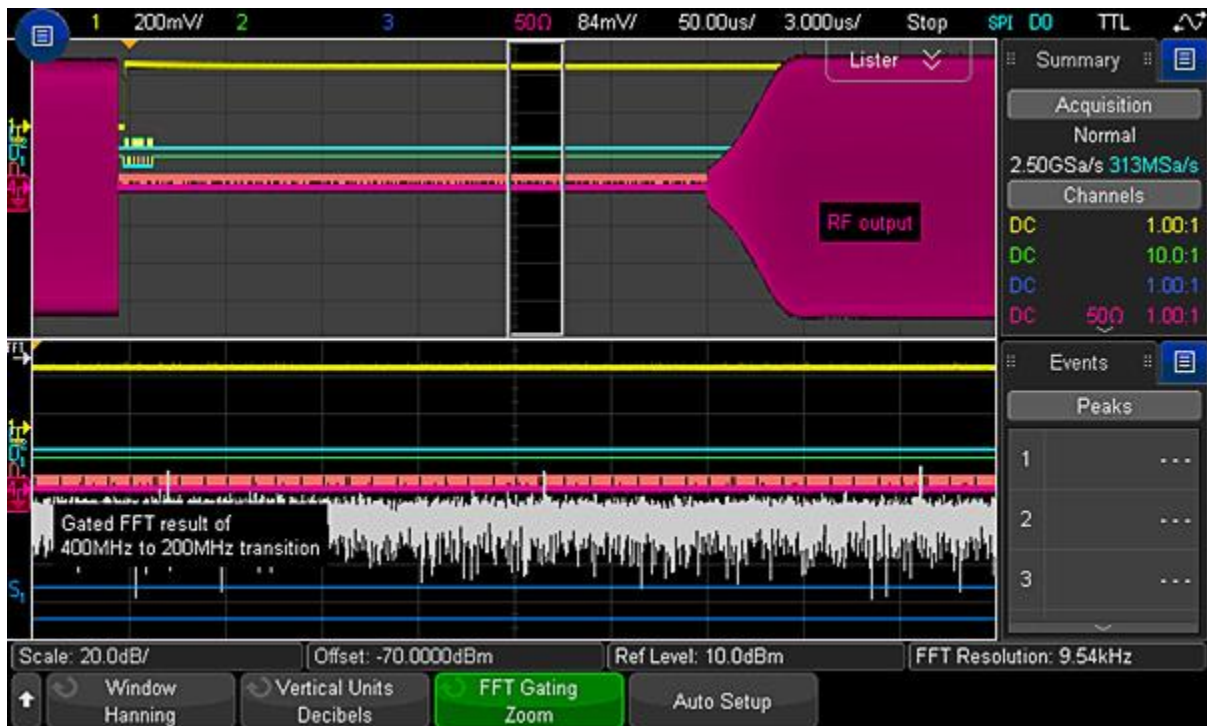 1 200mV/ 2 3 50Ω 84mV/ 50.00us/ 3.000us/ Stop SPI D0 TTL
Lister
Summary
Acquisition
Normal
2.50GSa/s 313MSa/s
Channels
DC 1.00:1
DC 10.0:1
DC 1.00:1
DC 50Ω 1.00:1
RF output
Events
Peaks
1 ---
2 ---
3 ---
Gated FFT result of
400MHz to 200MHz transition
S1
Scale: 20.0dB/ Offset: -70.0000dBm Ref Level: 10.0dBm FFT Resolution: 9.54kHz
Window
Hanning
Vertical Units
Decibels
FFT Gating
Zoom
Auto Setup